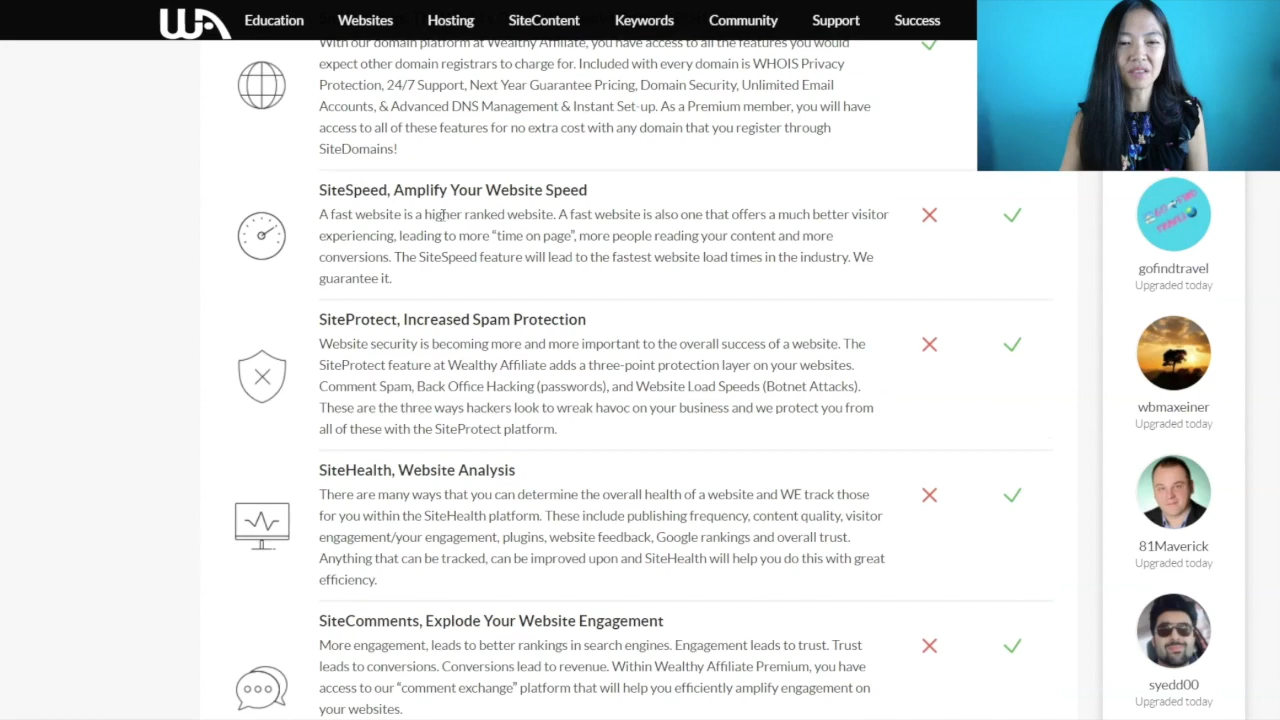 WA Education Websites Hosting SiteContent Keywords Community Support Success
With our domain platform at Wealthy Affiliate, you have access to all the features you would
expect other domain registrars to charge for. Included with every domain is WHOIS Privacy
Protection, 24/7 Support, Next Year Guarantee Pricing, Domain Security, Unlimited Email
Accounts, & Advanced DNS Management & Instant Set-up. As a Premium member, you will have
access to all of these features for no extra cost with any domain that you register through
SiteDomains!
SiteSpeed, Amplify Your Website Speed
A fast website is a higher ranked website. A fast website is also one that offers a much better visitor
experiencing, leading to more “time on page”, more people reading your content and more
conversions. The SiteSpeed feature will lead to the fastest website load times in the industry. We
guarantee it.
SiteProtect, Increased Spam Protection
Website security is becoming more and more important to the overall success of a website. The
SiteProtect feature at Wealthy Affiliate adds a three-point protection layer on your websites.
Comment Spam, Back Office Hacking (passwords), and Website Load Speeds (Botnet Attacks).
These are the three ways hackers look to wreak havoc on your business and we protect you from
all of these with the SiteProtect platform.
SiteHealth, Website Analysis
There are many ways that you can determine the overall health of a website and WE track those
for you within the SiteHealth platform. These include publishing frequency, content quality, visitor
engagement/your engagement, plugins, website feedback, Google rankings and overall trust.
Anything that can be tracked, can be improved upon and SiteHealth will help you do this with great
efficiency.
SiteComments, Explode Your Website Engagement
More engagement, leads to better rankings in search engines. Engagement leads to trust. Trust
leads to conversions. Conversions lead to revenue. Within Wealthy Affiliate Premium, you have
access to our “comment exchange” platform that will help you efficiently amplify engagement on
your websites.
gofindtravel
Upgraded today
wbmaxeiner
Upgraded today
81Maverick
Upgraded today
syedd00
Upgraded today